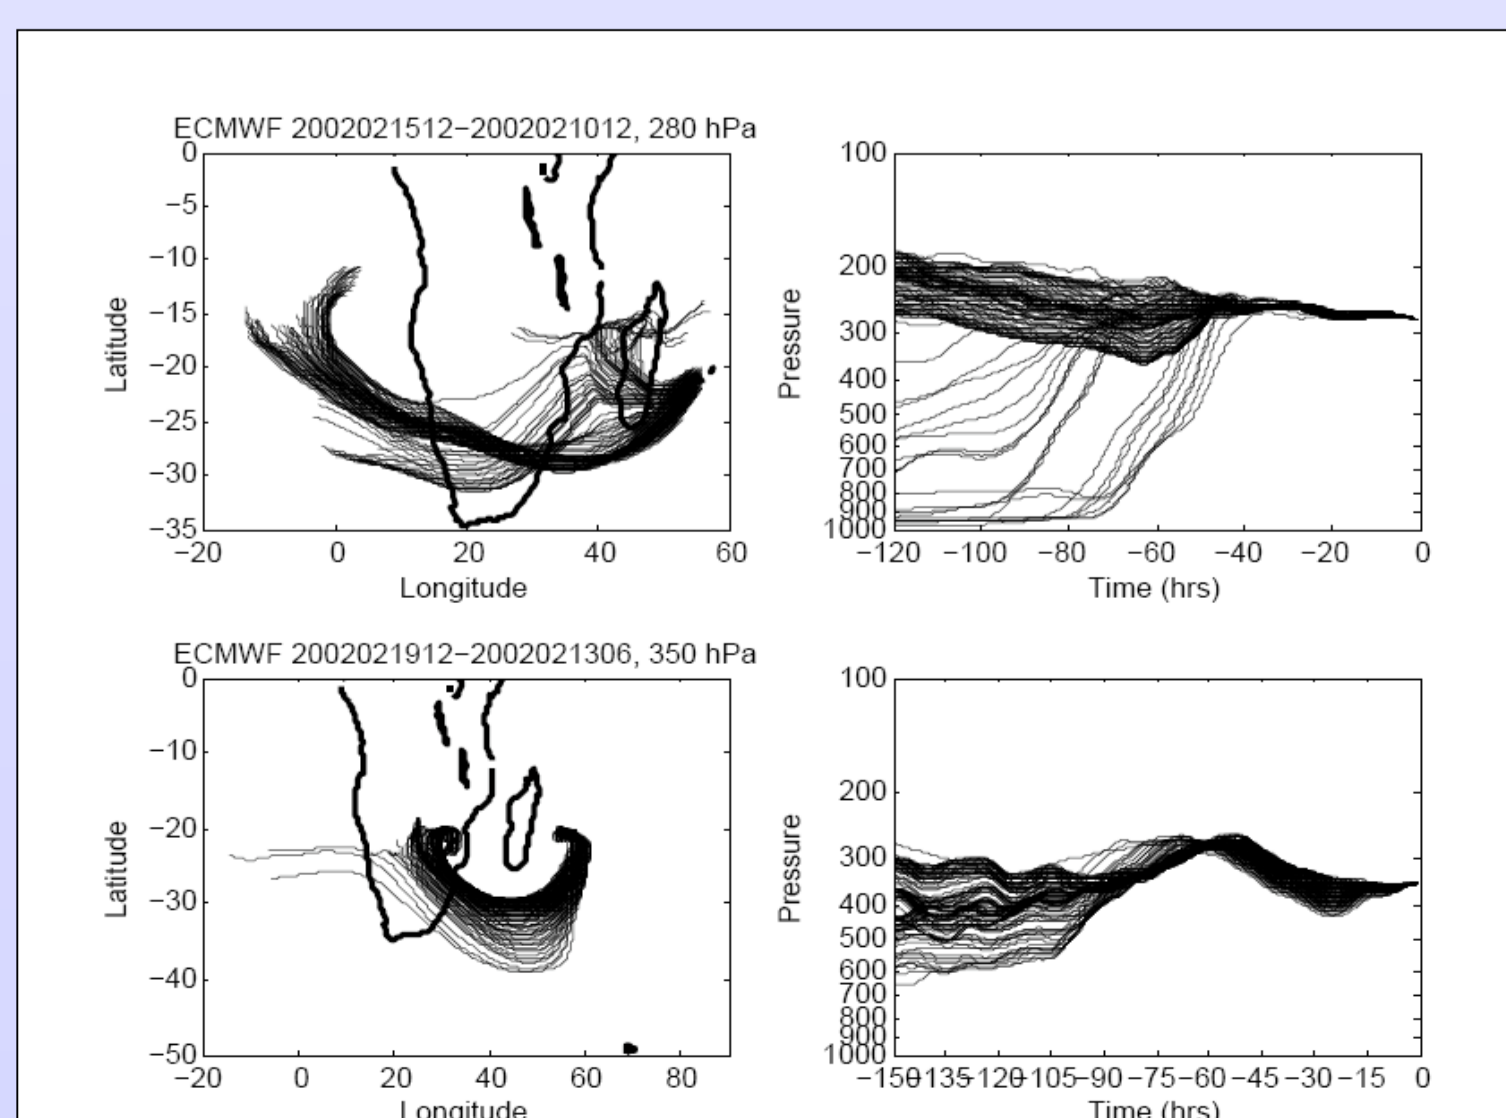 ECMWF 2002021512−2002021012, 280 hPa
0
−5
−10
−15
−20
−25
−30
−35
Latitude
−20 0 20 40 60
Longitude
100
200
300
400
500
600
700
800
900
1000
Pressure
−120 −100 −80 −60 −40 −20 0
Time (hrs)
ECMWF 2002021912−2002021306, 350 hPa
0
−10
−20
−30
−40
−50
Latitude
−20 0 20 40 60 80
Longitude
100
200
300
400
500
600
700
800
900
1000
Pressure
−150 −135 −120 −105 −90 −75 −60 −45 −30 −15 0
Time (hrs)